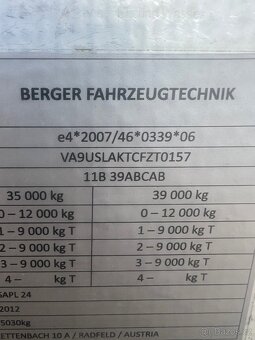 BERGER FAHRZEUGTECHNIK
e4*2007/46*0339*06
VA9USLAKTCFZT0157
11B 39ABCAB
35 000 kg 39 000 kg
0 – 12 000 kg 0 – 12 000 kg
1 – 9 000 kg T 1 – 9 000 kg T
2 – 9 000 kg T 2 – 9 000 kg T
3 – 9 000 kg T 3 – 9 000 kg T
4 – kg T 4 – kg T
SAPL 24
2012
5030kg
ETTENBACH 10 A / RADFELD / AUSTRIA